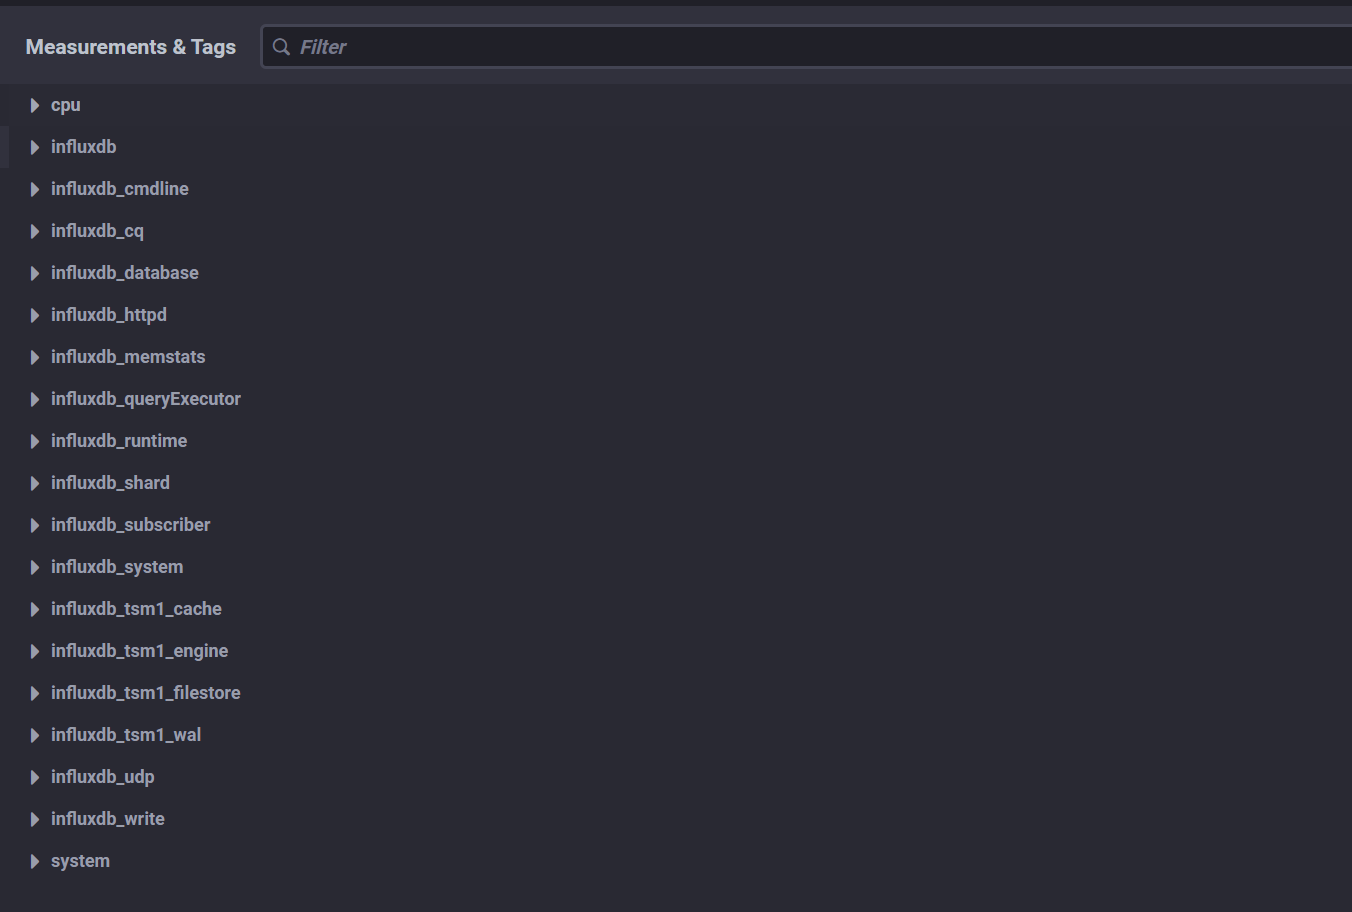 Measurements & Tags
Filter
cpu
influxdb
influxdb_cmdline
influxdb_cq
influxdb_database
influxdb_httpd
influxdb_memstats
influxdb_queryExecutor
influxdb_runtime
influxdb_shard
influxdb_subscriber
influxdb_system
influxdb_tsm1_cache
influxdb_tsm1_engine
influxdb_tsm1_filestore
influxdb_tsm1_wal
influxdb_udp
influxdb_write
system